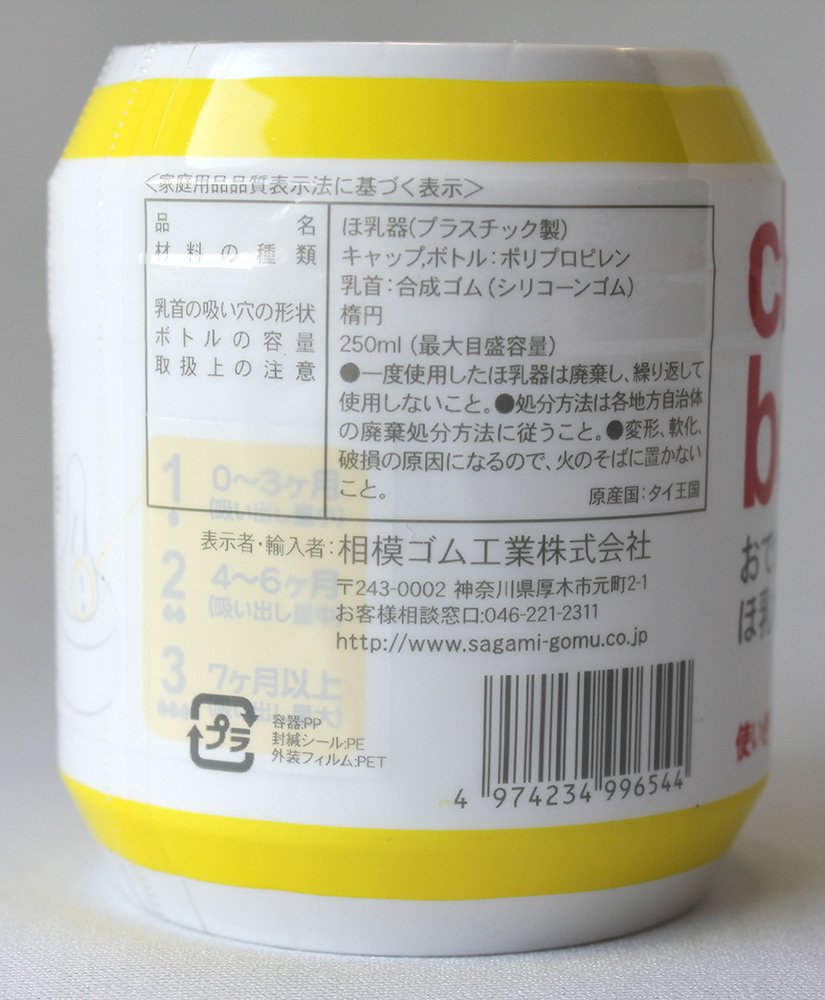 <家庭用品品質表示法に基づく表示>
品名 ほ乳器(プラスチック製)
材料の種類 キャップ,ボトル:ポリプロピレン
乳首:合成ゴム(シリコーンゴム)
乳首の吸い穴の形状 楕円
ボトルの容量 250ml (最大目盛容量)
取扱上の注意 ●一度使用したほ乳器は廃棄し、繰り返して
使用しないこと。●処分方法は各地方自治体
の廃棄処分方法に従うこと。●変形、軟化、
破損の原因になるので、火のそばに置かない
こと。
原産国:タイ王国
表示者・輸入者:相模ゴム工業株式会社
〒243-0002 神奈川県厚木市元町2-1
お客様相談窓口:046-221-2311
http://www.sagami-gomu.co.jp
1 0〜3ヶ月
2 4〜6ヶ月
3 7ヶ月以上
プラ
容器:PP
封緘シール:PE
外装フィルム:PET
4 974234 996544
b
ほ乳